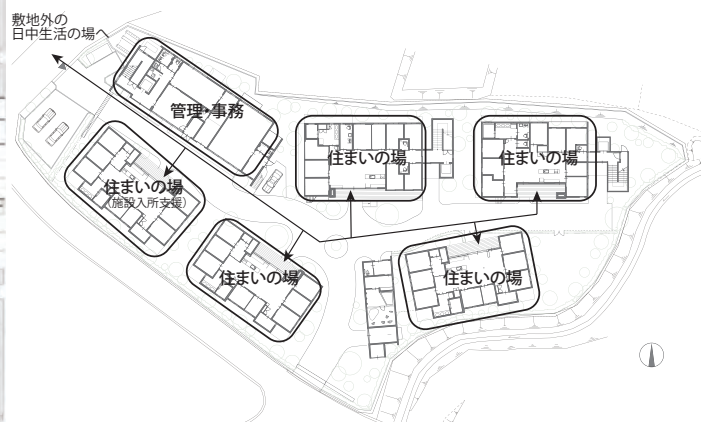 敷地外の
日中生活の場へ
管理・事務
住まいの場
住まいの場
住まいの場
（施設入所支援）
住まいの場
住まいの場